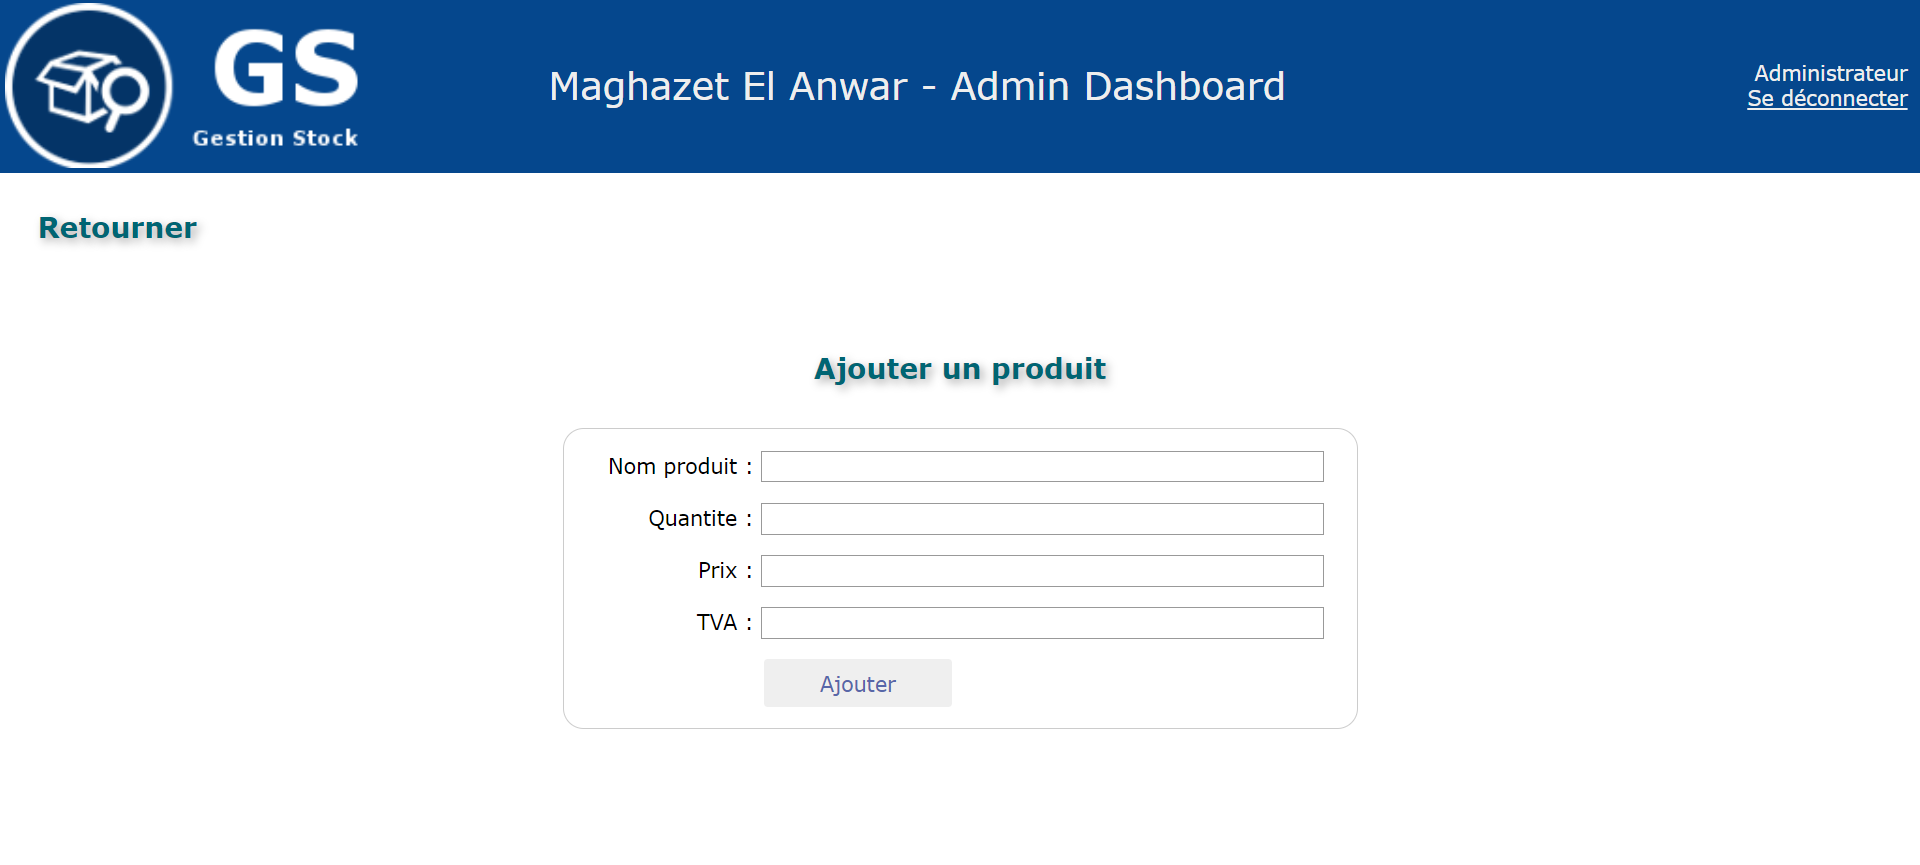 GS
Gestion Stock
Maghazet El Anwar - Admin Dashboard
Administrateur
Se déconnecter
Retourner
Ajouter un produit
Nom produit :
Quantite :
Prix :
TVA :
Ajouter